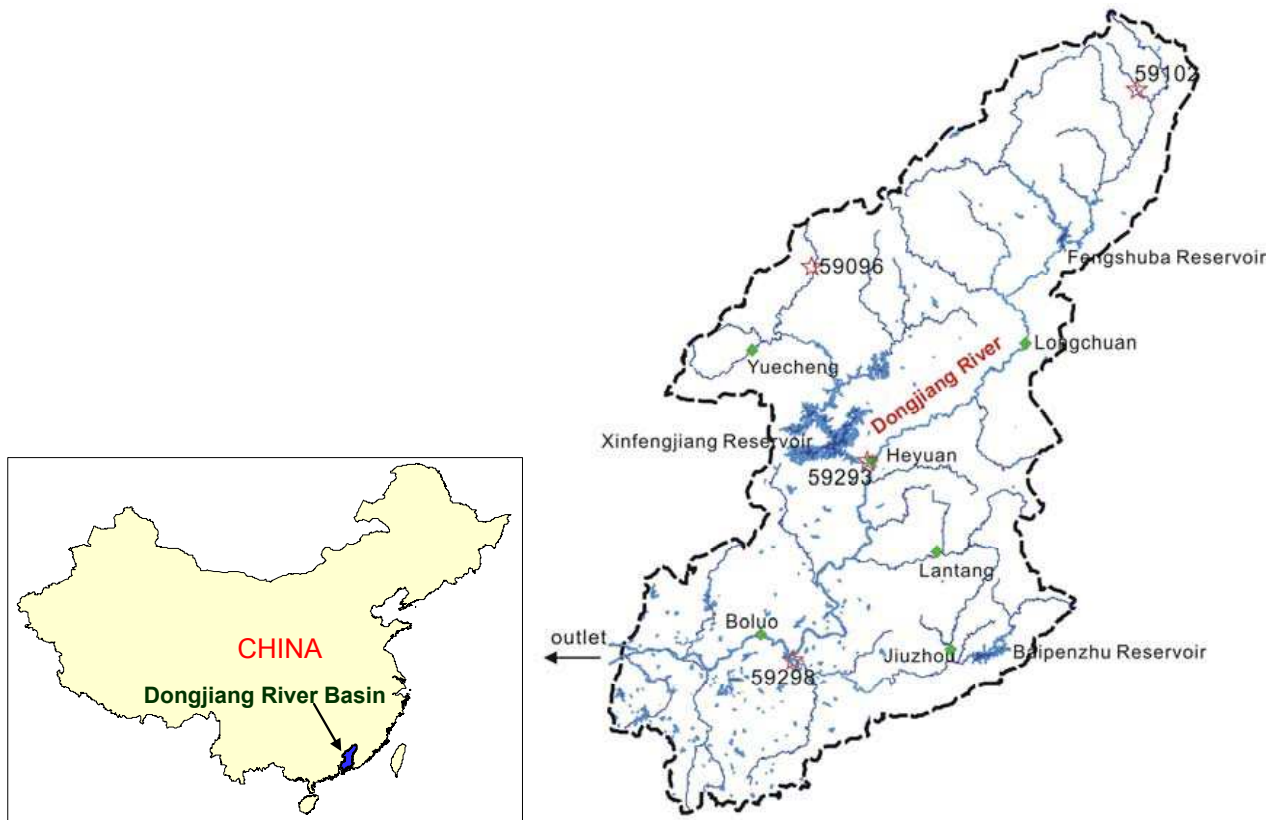 59102
Fengshuba Reservoir
59096
Longchuan
Yuecheng
Dongjiang River
Xinfengjiang Reservoir
Heyuan
59293
Lantang
Boluo
outlet
Jiuzhou
Baipenzhu Reservoir
59298
CHINA
Dongjiang River Basin